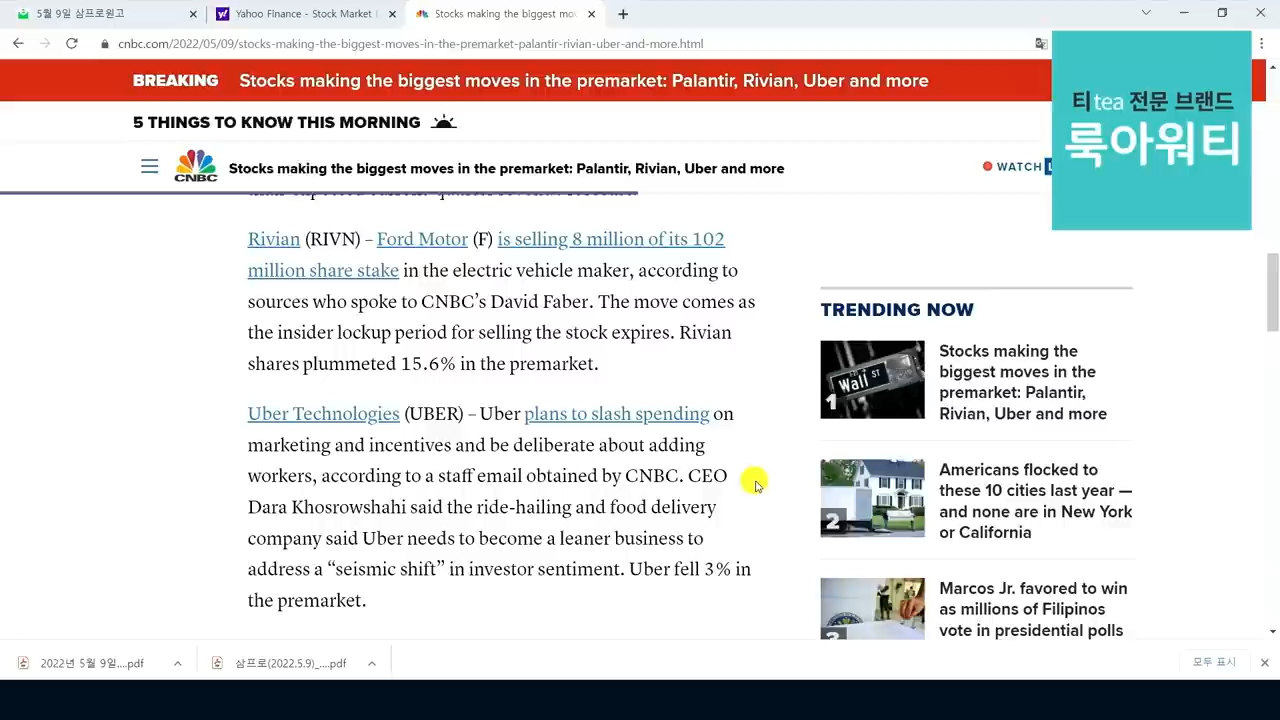 5월 9일 삼프로원고
Yahoo Finance - Stock Market
Stocks making the biggest mo
cnbc.com/2022/05/09/stocks-making-the-biggest-moves-in-the-premarket-palantir-rivian-uber-and-more.html
BREAKING Stocks making the biggest moves in the premarket: Palantir, Rivian, Uber and more
5 THINGS TO KNOW THIS MORNING
CNBC
Stocks making the biggest moves in the premarket: Palantir, Rivian, Uber and more
WATCH
티tea 전문 브랜드
룩아워티
Rivian (RIVN) – Ford Motor (F) is selling 8 million of its 102
million share stake in the electric vehicle maker, according to
sources who spoke to CNBC’s David Faber. The move comes as
the insider lockup period for selling the stock expires. Rivian
shares plummeted 15.6% in the premarket.
Uber Technologies (UBER) – Uber plans to slash spending on
marketing and incentives and be deliberate about adding
workers, according to a staff email obtained by CNBC. CEO
Dara Khosrowshahi said the ride-hailing and food delivery
company said Uber needs to become a leaner business to
address a “seismic shift” in investor sentiment. Uber fell 3% in
the premarket.
TRENDING NOW
Wall ST
1
Stocks making the
biggest moves in the
premarket: Palantir,
Rivian, Uber and more
2
Americans flocked to
these 10 cities last year —
and none are in New York
or California
3
Marcos Jr. favored to win
as millions of Filipinos
vote in presidential polls
2022년 5월 9일....pdf
삼프로(2022.5.9)_....pdf
모두 표시